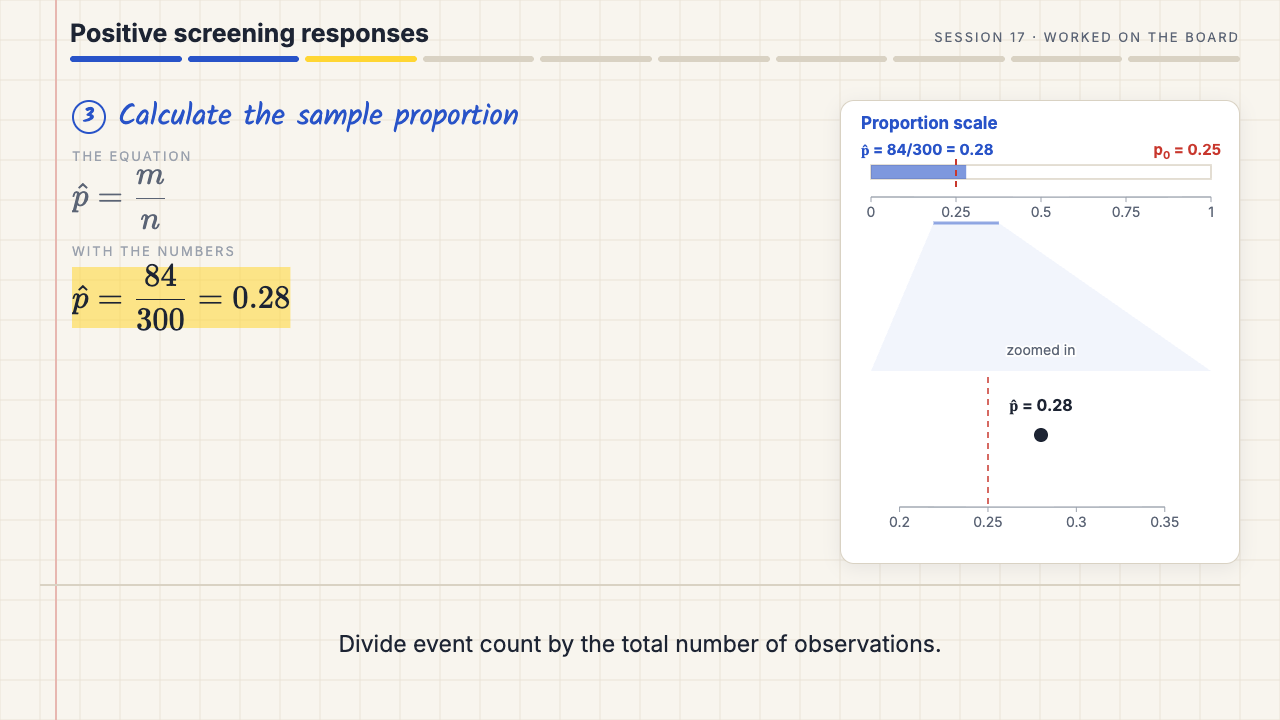 Positive screening responses
SESSION 17 · WORKED ON THE BOARD
3 Calculate the sample proportion
THE EQUATION
p̂ = m/n
WITH THE NUMBERS
p̂ = 84/300 = 0.28
Proportion scale
p̂ = 84/300 = 0.28
p₀ = 0.25
0 0.25 0.5 0.75 1
zoomed in
p̂ = 0.28
0.2 0.25 0.3 0.35
Divide event count by the total number of observations.